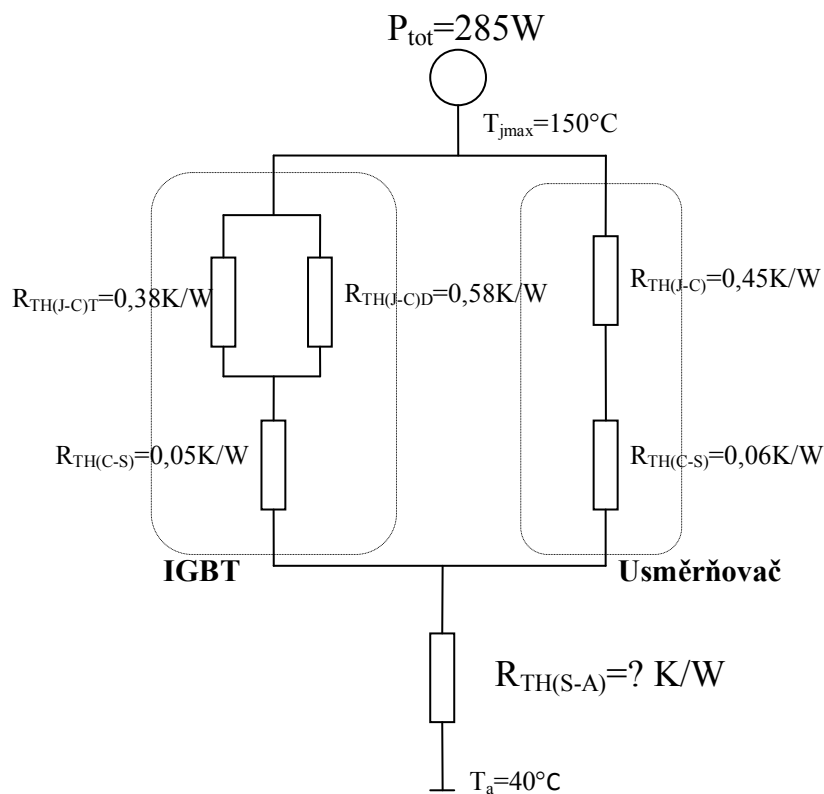 P_tot=285W
T_jmax=150°C
R_TH(J-C)T=0,38K/W
R_TH(J-C)D=0,58K/W
R_TH(J-C)=0,45K/W
R_TH(C-S)=0,05K/W
R_TH(C-S)=0,06K/W
IGBT
Usměrňovač
R_TH(S-A)=? K/W
T_a=40°C